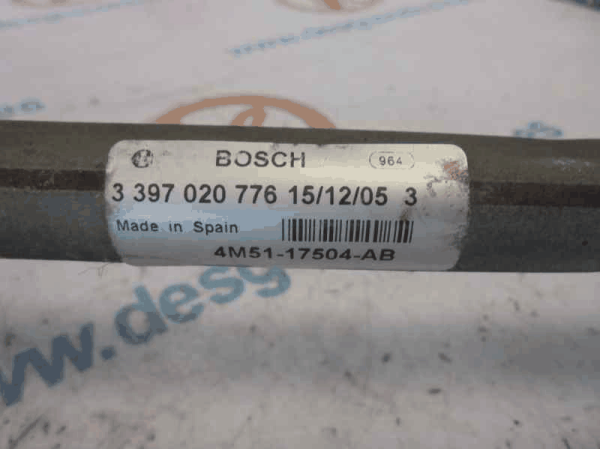 BOSCH 964
3 397 020 776 15/12/05 3
Made in Spain
4M51-17504-AB
www.desg